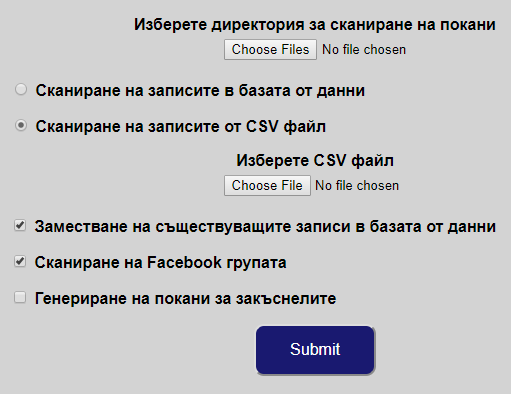 Изберете директория за сканиране на покани
Choose Files No file chosen
Сканиране на записите в базата от данни
Сканиране на записите от CSV файл
Изберете CSV файл
Choose File No file chosen
Заместване на съществуващите записи в базата от данни
Сканиране на Facebook групата
Генериране на покани за закъснелите
Submit